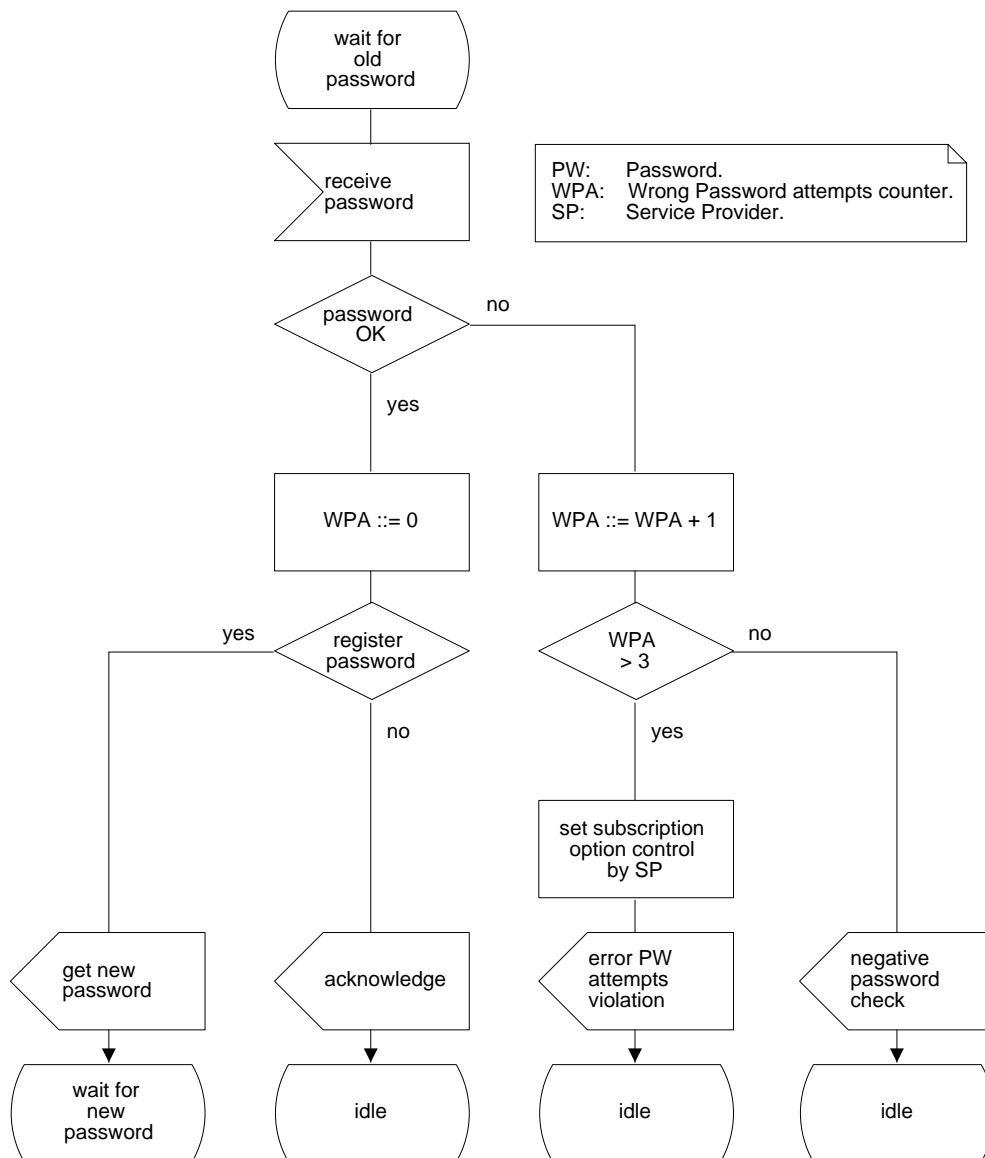 wait for
old
password
receive
password
PW: Password.
WPA: Wrong Password attempts counter.
SP: Service Provider.
password
OK
no
yes
WPA ::= 0
WPA ::= WPA + 1
yes
register
password
WPA
> 3
no
no
yes
set subscription
option control
by SP
get new
password
acknowledge
error PW
attempts
violation
negative
password
check
wait for
new
password
idle
idle
idle